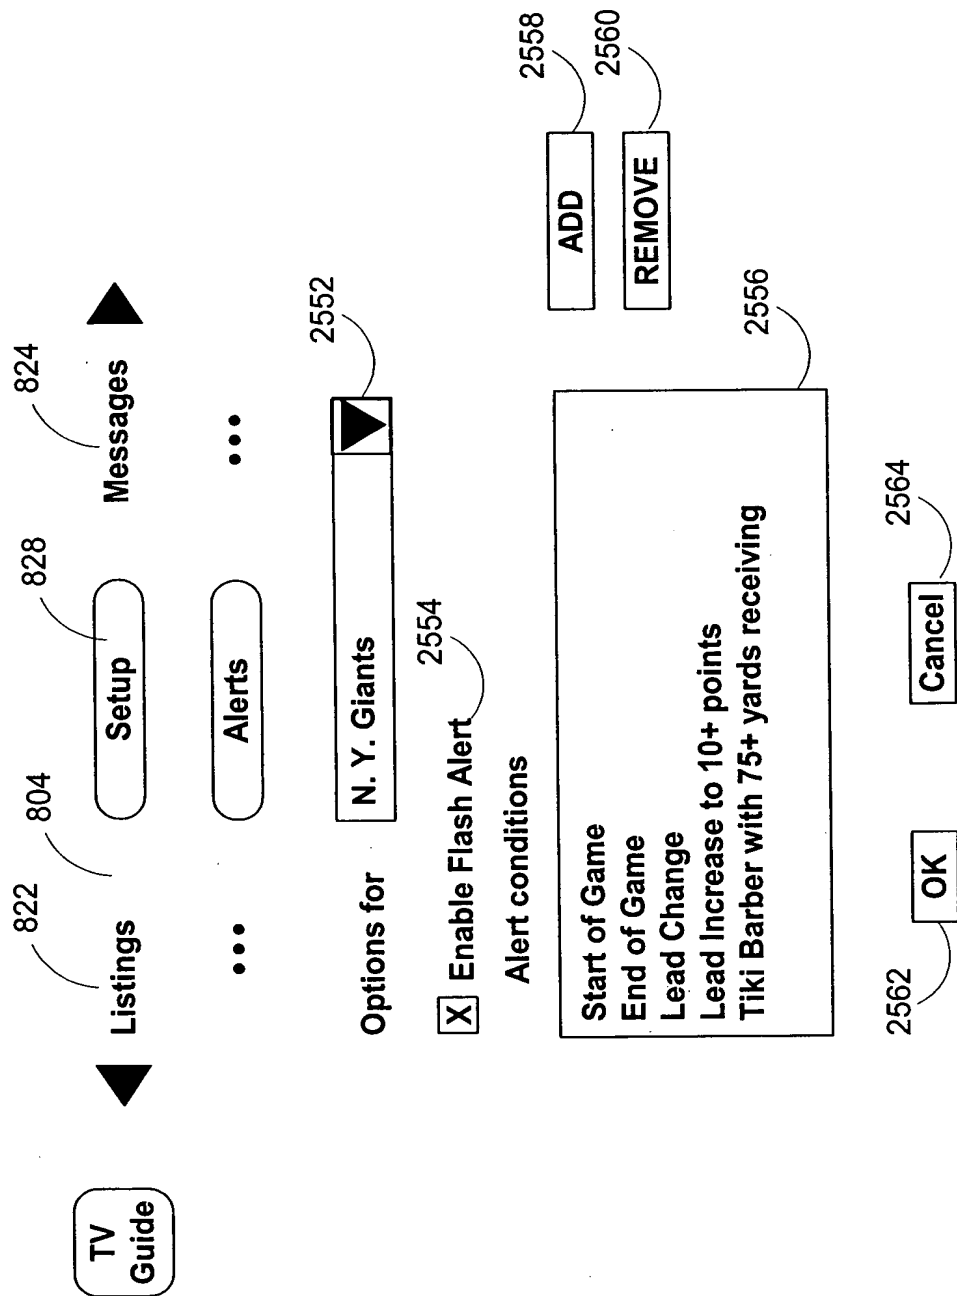 822
804
828
824
TV
Guide
Listings
Setup
Messages
...
Alerts
...
2552
Options for
N. Y. Giants
X
Enable Flash Alert
2554
Alert conditions
2558
ADD
2560
REMOVE
Start of Game
End of Game
Lead Change
Lead Increase to 10+ points
Tiki Barber with 75+ yards receiving
2556
2562
OK
Cancel
2564